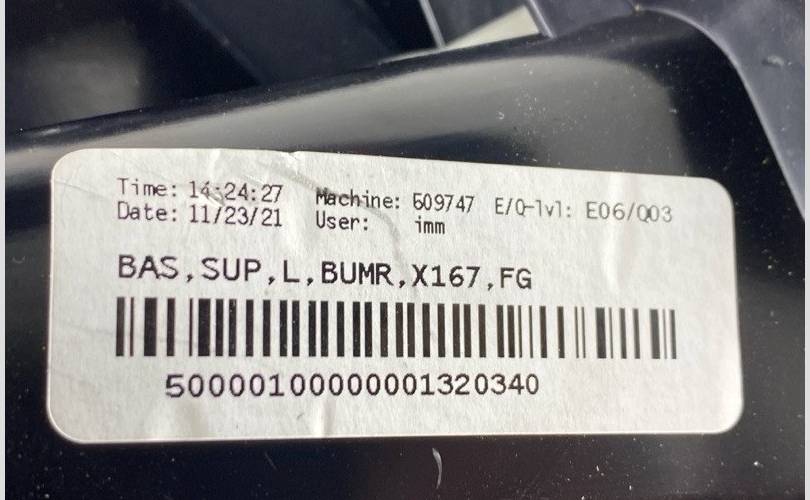 Time: 14:24:27 Machine: 609747 E/Q-lvl: E06/Q03
Date: 11/23/21 User: imm
BAS,SUP,L,BUMR,X167,FG
50000100000001320340